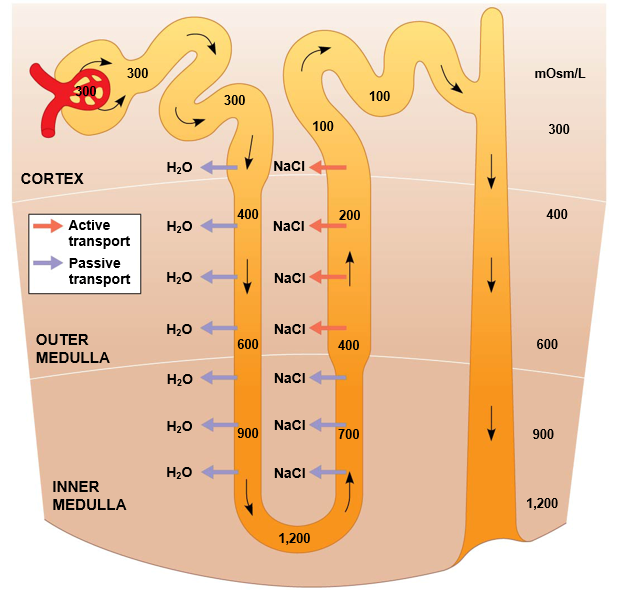 mOsm/L
300
300
300
300
100
100
300
H₂O
NaCl
CORTEX
400
200
400
H₂O
NaCl
Active
transport
Passive
transport
H₂O
NaCl
H₂O
NaCl
OUTER
MEDULLA
600
400
600
H₂O
NaCl
H₂O
NaCl
900
700
900
H₂O
NaCl
INNER
MEDULLA
1,200
1,200